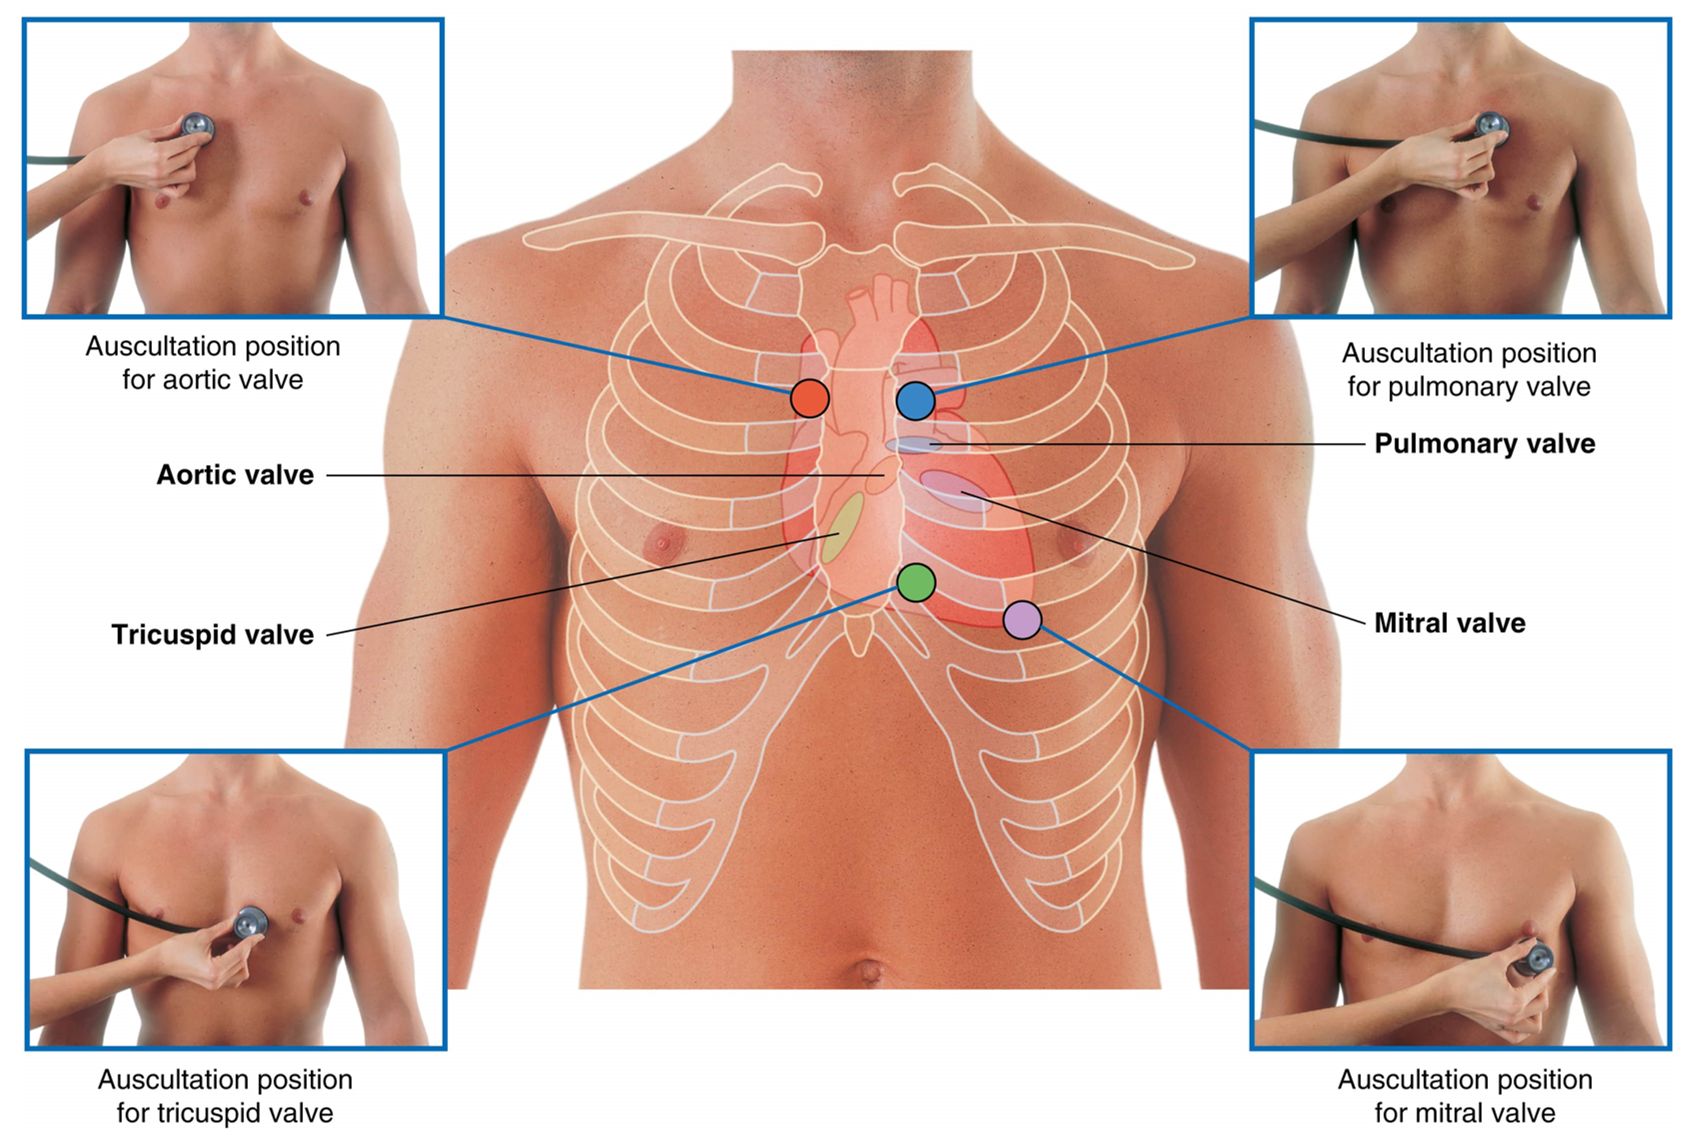 Auscultation position
for aortic valve
Auscultation position
for pulmonary valve
Aortic valve
Pulmonary valve
Tricuspid valve
Mitral valve
Auscultation position
for tricuspid valve
Auscultation position
for mitral valve